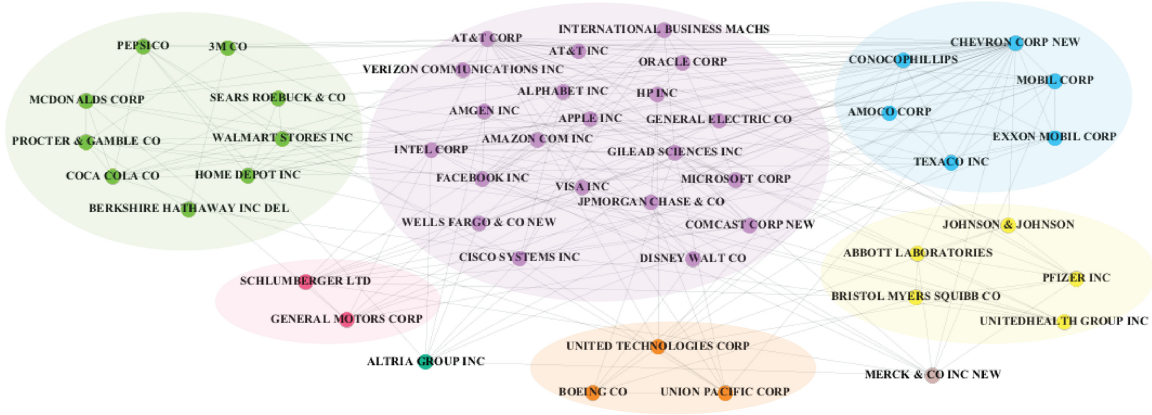 PEPSICO
3M CO
MCDONALDS CORP
SEARS ROEBUCK & CO
PROCTER & GAMBLE CO
WALMART STORES INC
COCA COLA CO
HOME DEPOT INC
BERKSHIRE HATHAWAY INC DEL
INTERNATIONAL BUSINESS MACHS
AT&T CORP
AT&T INC
ORACLE CORP
VERIZON COMMUNICATIONS INC
ALPHABET INC
HP INC
AMGEN INC
APPLE INC
GENERAL ELECTRIC CO
AMAZON COM INC
INTEL CORP
GILEAD SCIENCES INC
FACEBOOK INC
VISA INC
MICROSOFT CORP
JPMORGAN CHASE & CO
WELLS FARGO & CO NEW
COMCAST CORP NEW
CISCO SYSTEMS INC
DISNEY WALT CO
CHEVRON CORP NEW
CONOCOPHILLIPS
MOBIL CORP
AMOCO CORP
EXXON MOBIL CORP
TEXACO INC
JOHNSON & JOHNSON
ABBOTT LABORATORIES
PFIZER INC
BRISTOL MYERS SQUIBB CO
UNITEDHEALTH GROUP INC
SCHLUMBERGER LTD
GENERAL MOTORS CORP
ALTRIA GROUP INC
UNITED TECHNOLOGIES CORP
BOEING CO
UNION PACIFIC CORP
MERCK & CO INC NEW